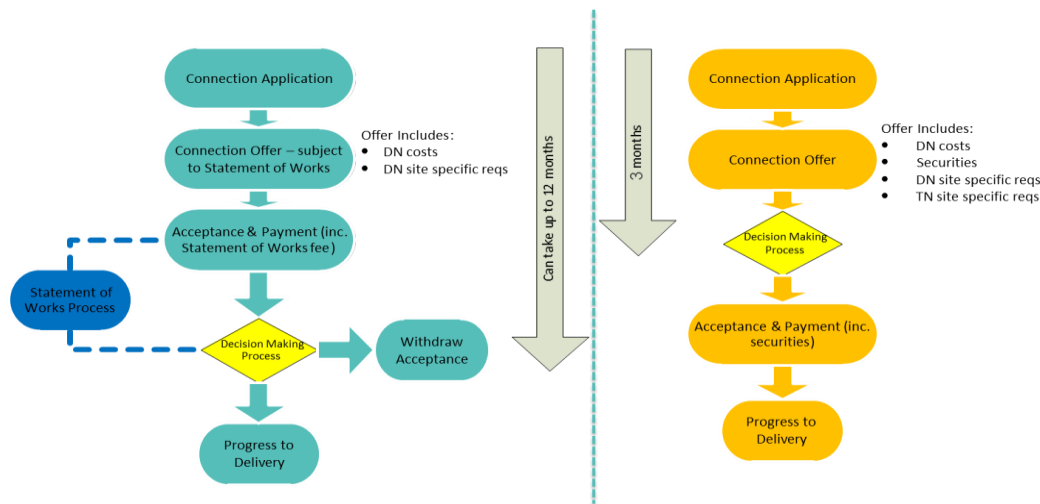 Connection Application
Connection Offer – subject
to Statement of Works
Offer Includes:
• DN costs
• DN site specific reqs
Acceptance & Payment (inc.
Statement of Works fee)
Statement of
Works Process
Decision Making
Process
Withdraw
Acceptance
Progress to
Delivery
Can take up to 12 months
3 months
Connection Application
Connection Offer
Offer Includes:
• DN costs
• Securities
• DN site specific reqs
• TN site specific reqs
Decision Making
Process
Acceptance & Payment (inc.
securities)
Progress to
Delivery